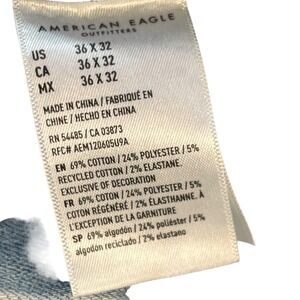 AMERICAN EAGLE
OUTFITTERS
US 36 X 32
CA 36 X 32
MX 36 X 32
MADE IN CHINA / FABRIQUÉ EN
CHINE / HECHO EN CHINA
RN 54485 / CA 03873
RFC# AEM120605U9A
EN 69% COTTON / 24% POLYESTER / 5%
RECYCLED COTTON / 2% ELASTANE.
EXCLUSIVE OF DECORATION
FR 69% COTON / 24% POLYESTER / 5%
COTON RÉGÉNÉRÉ / 2% ÉLASTHANNE. À
L'EXCEPTION DE LA GARNITURE
SP 69% algodón / 24% poliéster / 5%
algodón reciclado / 2% elastano